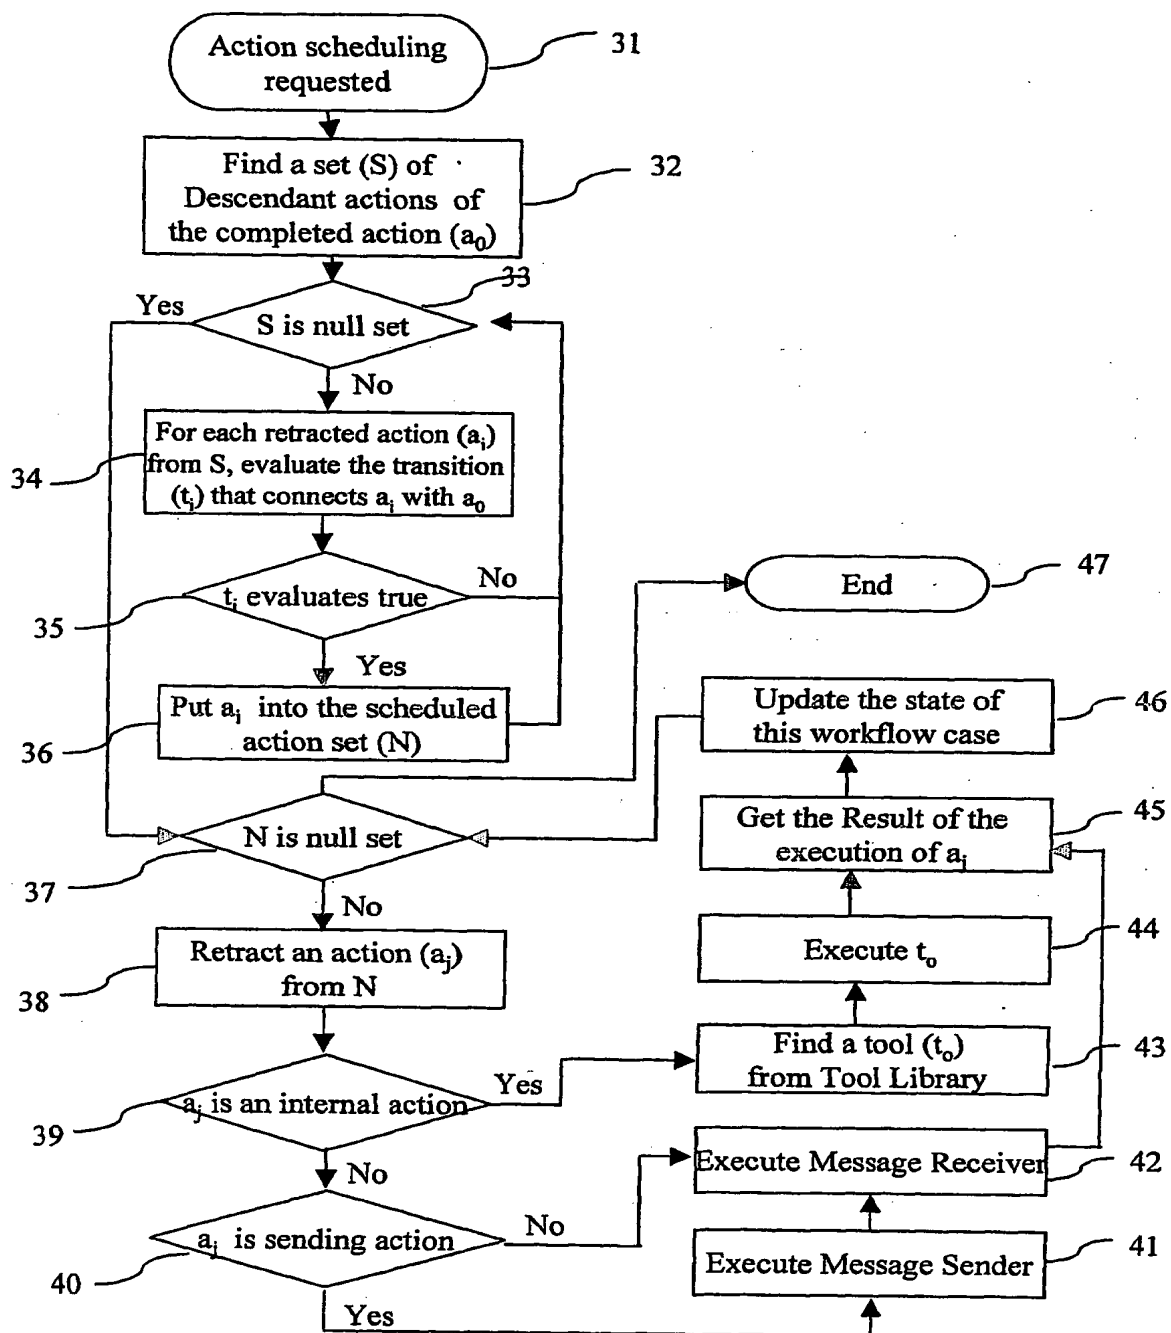 Action scheduling
requested
31
Find a set (S) of
Descendant actions of
the completed action (a0)
32
33
Yes
S is null set
No
For each retracted action (ai)
from S, evaluate the transition
(ti) that connects ai with a0
34
ti evaluates true
No
35
Yes
Put ai into the scheduled
action set (N)
36
N is null set
37
No
Retract an action (aj)
from N
38
aj is an internal action
Yes
39
No
aj is sending action
No
40
Yes
End
47
Update the state of
this workflow case
46
Get the Result of the
execution of aj
45
Execute to
44
Find a tool (to)
from Tool Library
43
Execute Message Receiver
42
Execute Message Sender
41